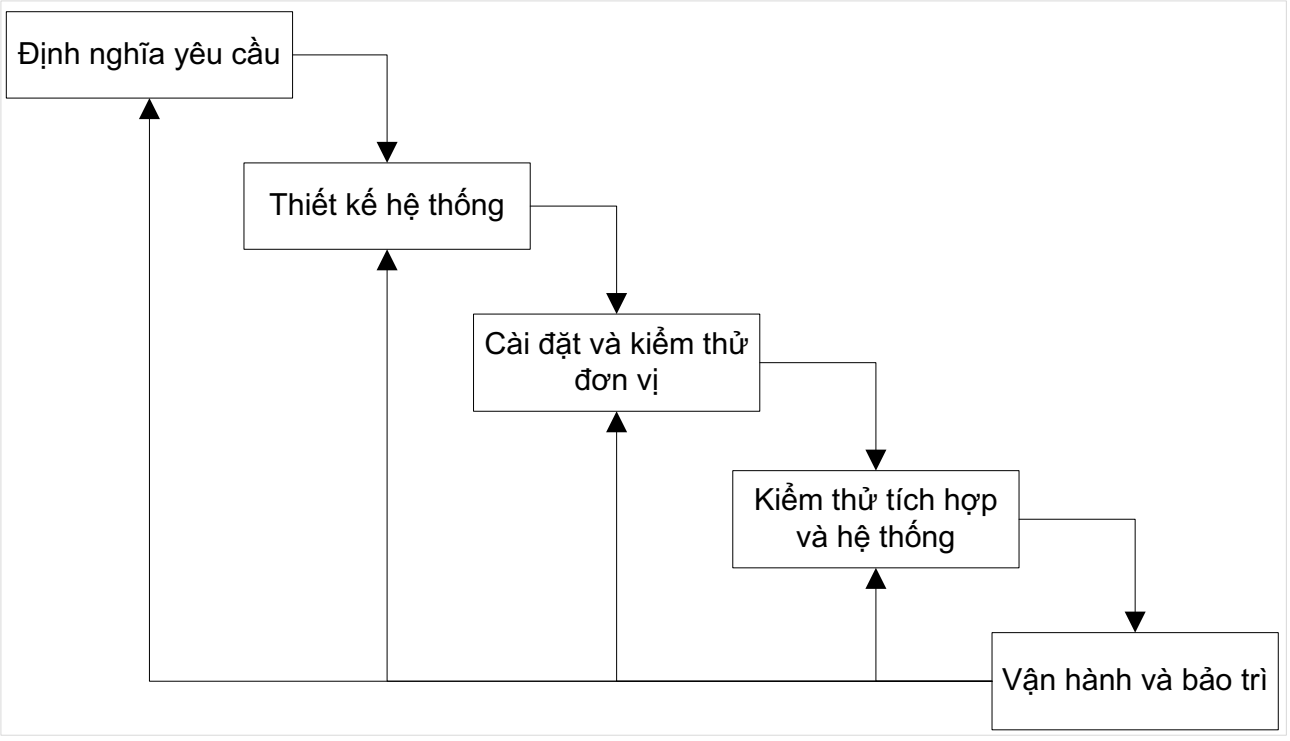 Định nghĩa yêu cầu
Thiết kế hệ thống
Cài đặt và kiểm thử
đơn vị
Kiểm thử tích hợp
và hệ thống
Vận hành và bảo trì